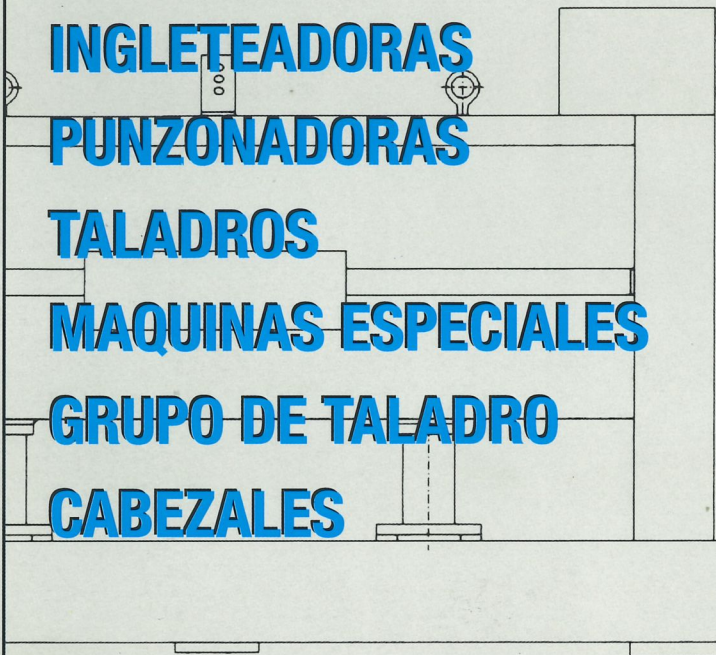 INGLETEADORAS
PUNZONADORAS
TALADROS
MAQUINAS ESPECIALES
GRUPO DE TALADRO
CABEZALES